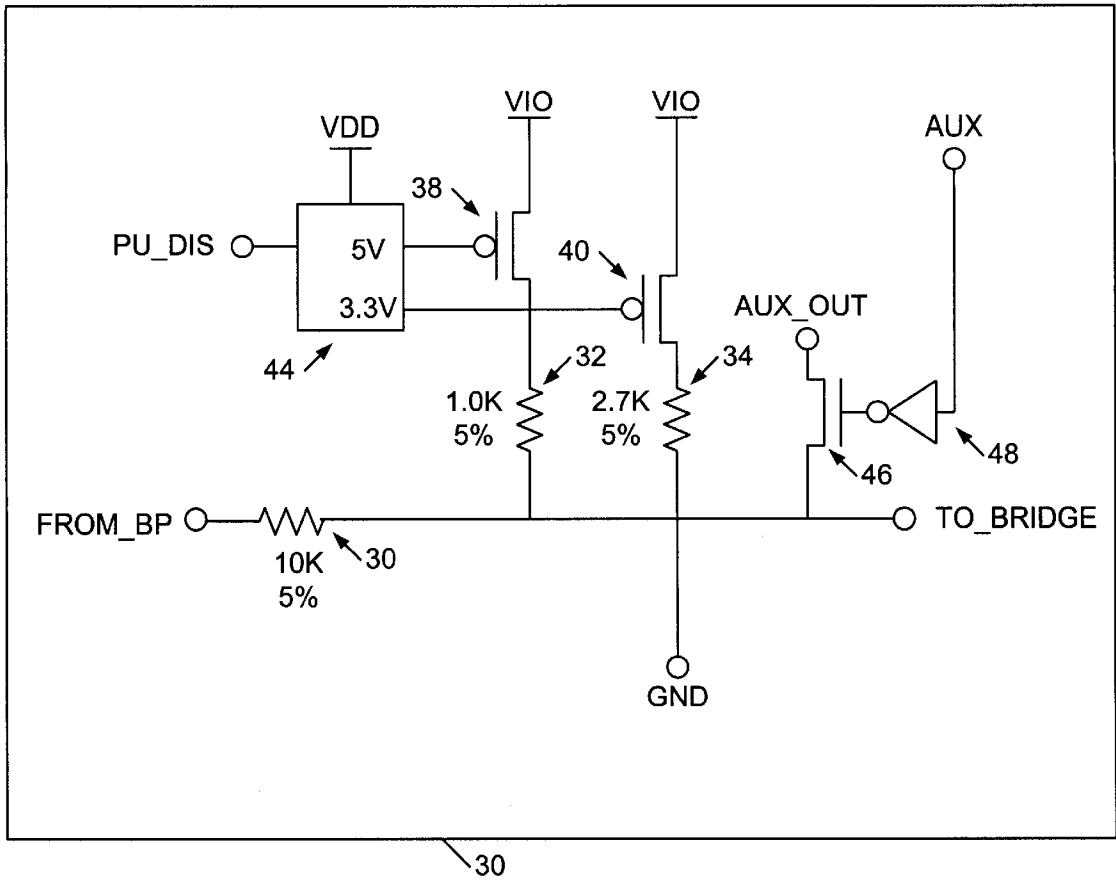 VIO
VIO
VDD
AUX
38
PU_DIS
5V
40
3.3V
AUX_OUT
44
32
34
1.0K
5%
2.7K
5%
48
46
FROM_BP
TO_BRIDGE
30
10K
5%
GND
30